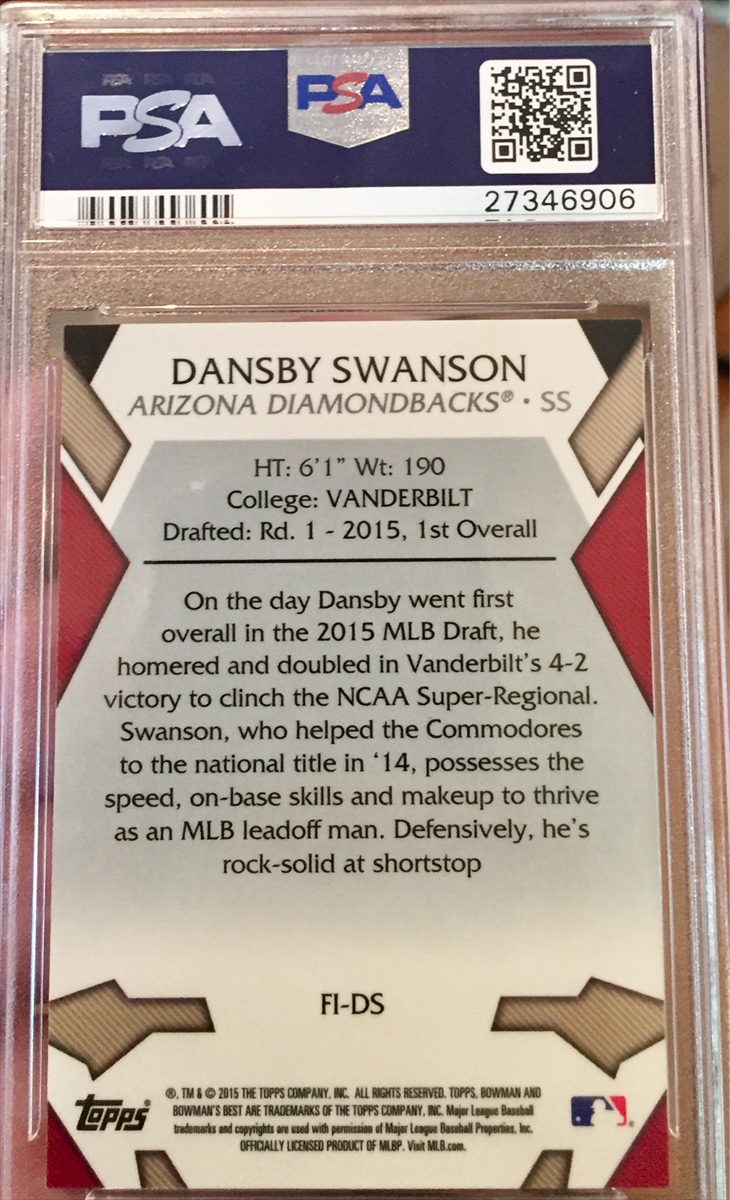 PSA PSA PSA
PSA
PSA PSA PSA
PSA
27346906
DANSBY SWANSON
ARIZONA DIAMONDBACKS® • SS
HT: 6'1" Wt: 190
College: VANDERBILT
Drafted: Rd. 1 - 2015, 1st Overall
On the day Dansby went first
overall in the 2015 MLB Draft, he
homered and doubled in Vanderbilt's 4-2
victory to clinch the NCAA Super-Regional.
Swanson, who helped the Commodores
to the national title in '14, possesses the
speed, on-base skills and makeup to thrive
as an MLB leadoff man. Defensively, he's
rock-solid at shortstop
FI-DS
topps®
®, TM & © 2015 THE TOPPS COMPANY, INC. ALL RIGHTS RESERVED. TOPPS, BOWMAN AND
BOWMAN'S BEST ARE TRADEMARKS OF THE TOPPS COMPANY, INC. Major League Baseball
trademarks and copyrights are used with permission of Major League Baseball Properties, Inc.
OFFICIALLY LICENSED PRODUCT OF MLBP. Visit MLB.com.